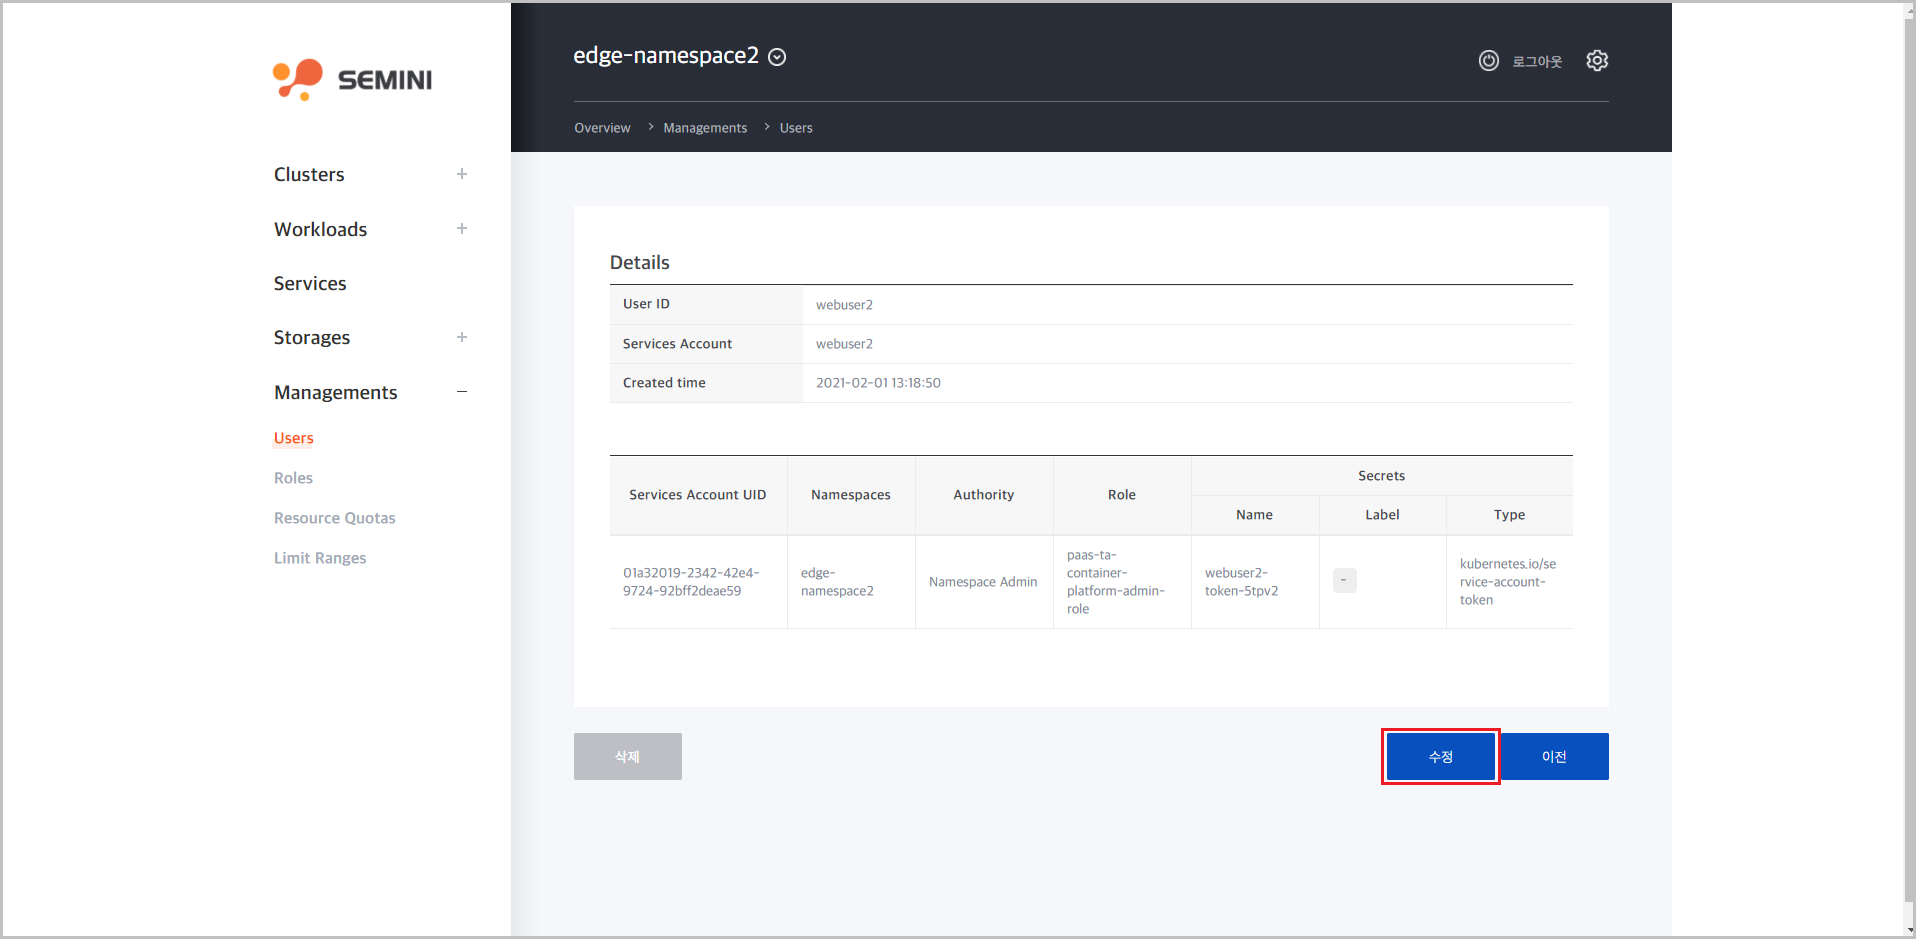 SEMINI
edge-namespace2
로그아웃
Overview > Managements > Users
Clusters +
Workloads +
Services
Storages +
Managements −
Users
Roles
Resource Quotas
Limit Ranges
Details
User ID webuser2
Services Account webuser2
Created time 2021-02-01 13:18:50
Services Account UID Namespaces Authority Role Secrets
Name Label Type
01a32019-2342-42e4-
9724-92bff2deae59
edge-
namespace2
Namespace Admin
paas-ta-
container-
platform-admin-
role
webuser2-
token-5tpv2
-
kubernetes.io/se
rvice-account-
token
삭제 수정 이전